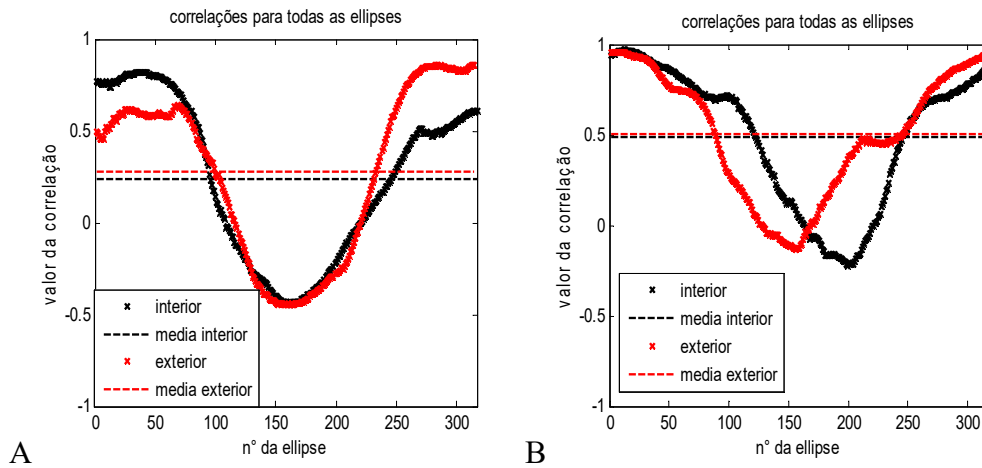 correlações para todas as ellipses
1
0.5
0
-0.5
-1
valor da correlação
interior
media interior
exterior
media exterior
0 50 100 150 200 250 300
n° da ellipse
A
correlações para todas as ellipses
1
0.5
0
-0.5
-1
valor da correlação
interior
media interior
exterior
media exterior
0 50 100 150 200 250 300
n° da ellipse
B